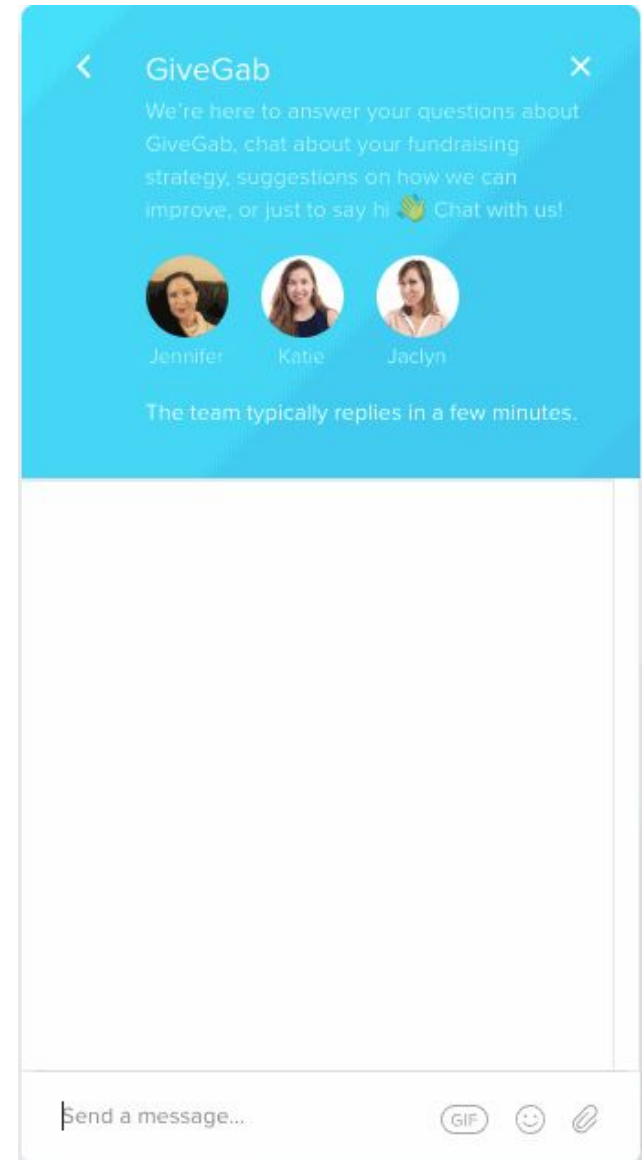 GiveGab
We're here to answer your questions about
GiveGab, chat about your fundraising
strategy, suggestions on how we can
improve, or just to say hi 👋 Chat with us!
Jennifer Katie Jaclyn
The team typically replies in a few minutes.
Send a message...
GIF